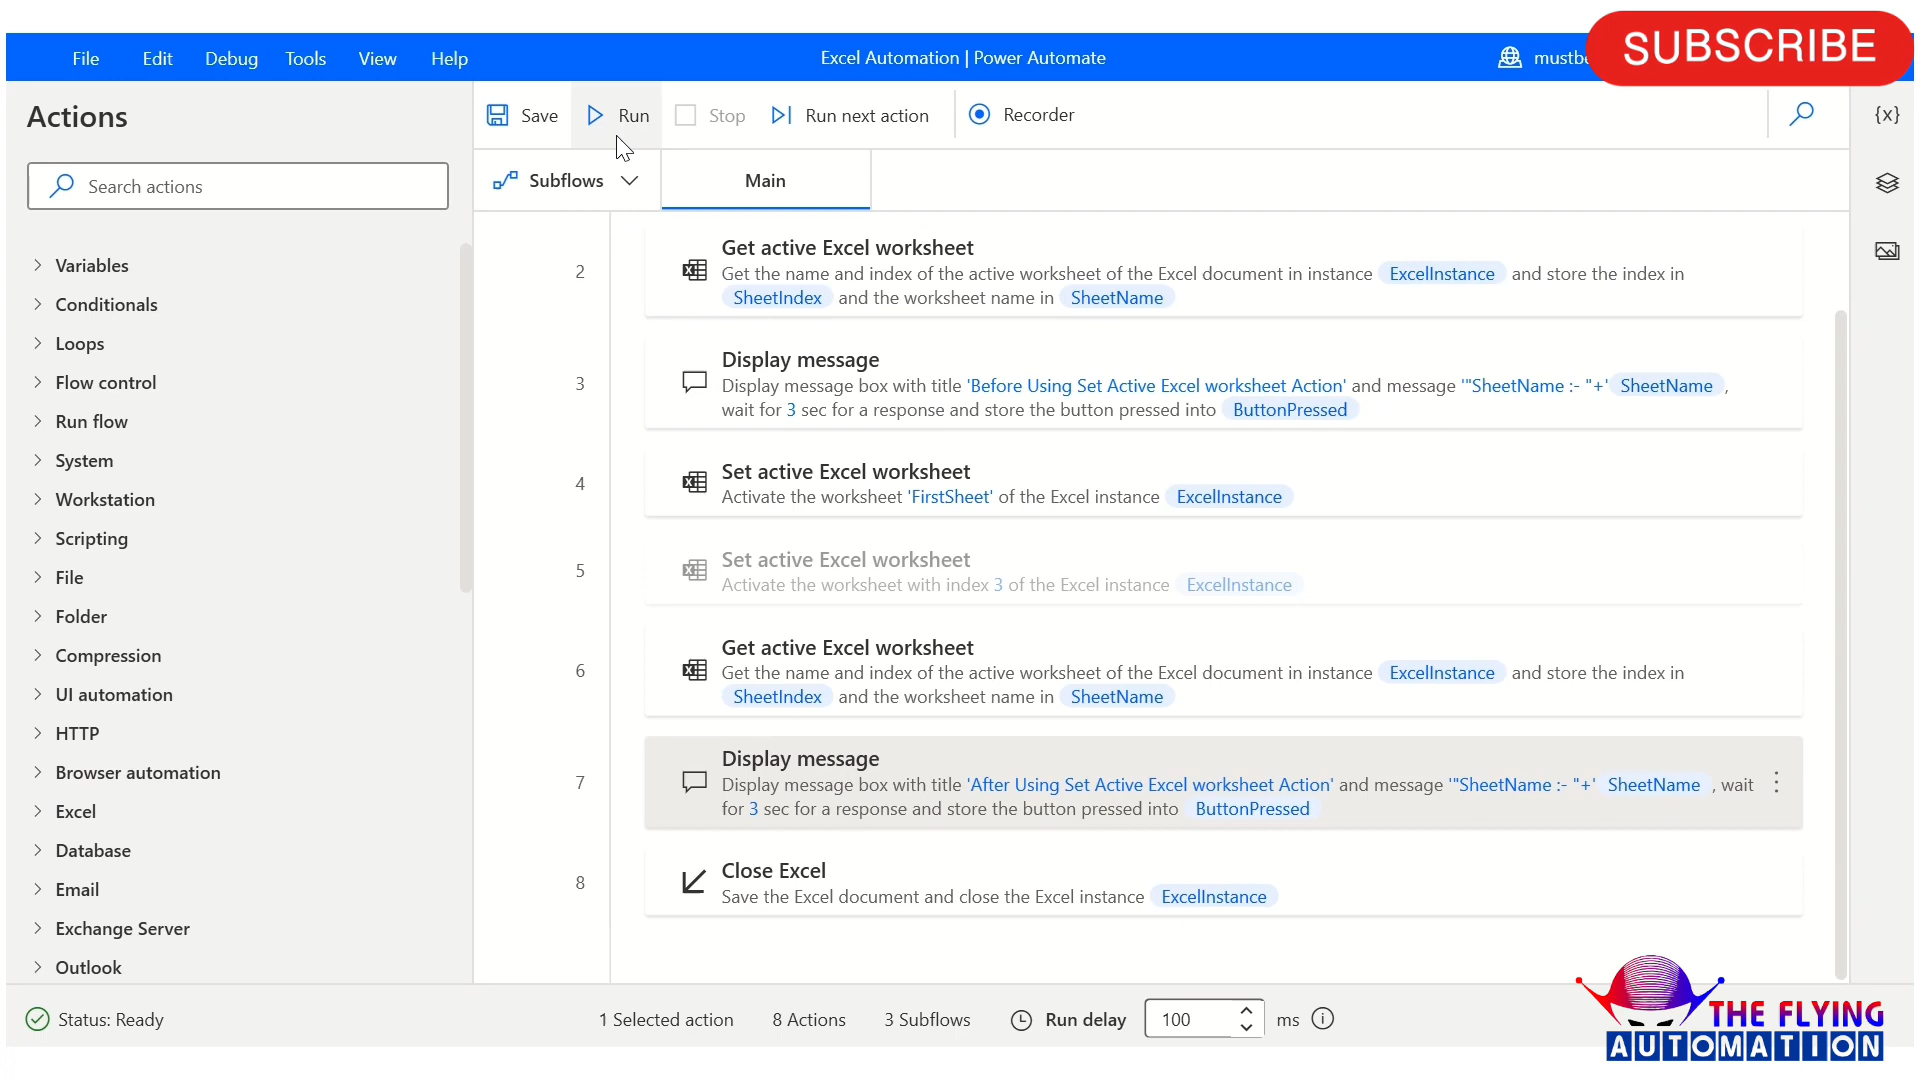 File Edit Debug Tools View Help
Excel Automation | Power Automate
SUBSCRIBE
Actions
Search actions
Variables
Conditionals
Loops
Flow control
Run flow
System
Workstation
Scripting
File
Folder
Compression
UI automation
HTTP
Browser automation
Excel
Database
Email
Exchange Server
Outlook
Save Run Stop Run next action Recorder
{x}
Subflows Main
2
Get active Excel worksheet
Get the name and index of the active worksheet of the Excel document in instance ExcelInstance and store the index in
SheetIndex and the worksheet name in SheetName
3
Display message
Display message box with title 'Before Using Set Active Excel worksheet Action' and message '"SheetName :- "+' SheetName ,
wait for 3 sec for a response and store the button pressed into ButtonPressed
4
Set active Excel worksheet
Activate the worksheet 'FirstSheet' of the Excel instance ExcelInstance
5
Set active Excel worksheet
Activate the worksheet with index 3 of the Excel instance ExcelInstance
6
Get active Excel worksheet
Get the name and index of the active worksheet of the Excel document in instance ExcelInstance and store the index in
SheetIndex and the worksheet name in SheetName
7
Display message
Display message box with title 'After Using Set Active Excel worksheet Action' and message '"SheetName :- "+' SheetName , wait
for 3 sec for a response and store the button pressed into ButtonPressed
8
Close Excel
Save the Excel document and close the Excel instance ExcelInstance
Status: Ready 1 Selected action 8 Actions 3 Subflows Run delay 100 ms
THE FLYING
AUTOMATION